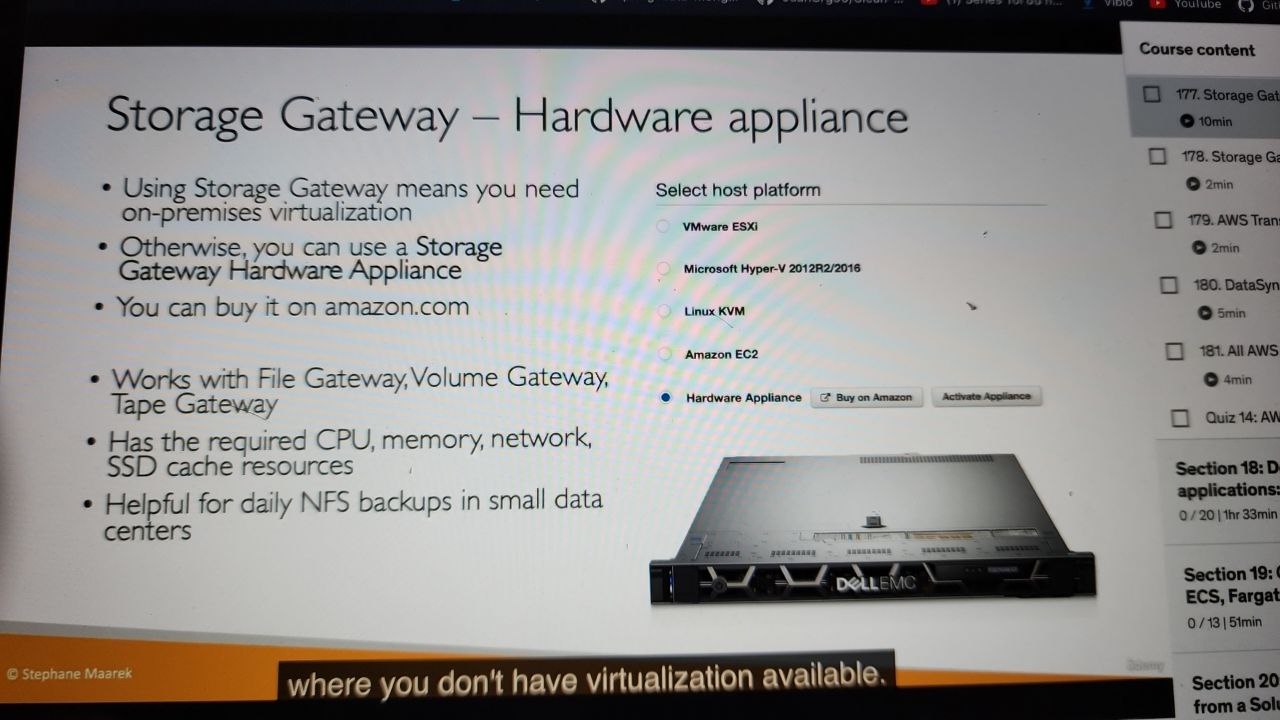 Vibio
YouTube
Course content
Storage Gateway – Hardware appliance
• Using Storage Gateway means you need
on-premises virtualization
• Otherwise, you can use a Storage
Gateway Hardware Appliance
• You can buy it on amazon.com
• Works with File Gateway, Volume Gateway,
Tape Gateway
• Has the required CPU, memory, network,
SSD cache resources
• Helpful for daily NFS backups in small data
centers
Select host platform
VMware ESXi
Microsoft Hyper-V 2012R2/2016
Linux KVM
Amazon EC2
Hardware Appliance
Buy on Amazon
Activate Appliance
DELLEMC
© Stephane Maarek
where you don't have virtualization available.
Udemy
177. Storage Gat
10min
178. Storage Ga
2min
179. AWS Tran
2min
180. DataSyn
5min
181. All AWS
4min
Quiz 14: AW
Section 18: D
applications:
0 / 20 | 1hr 33min
Section 19:
ECS, Fargat
0 / 13 | 51min
Section 20
from a Solu